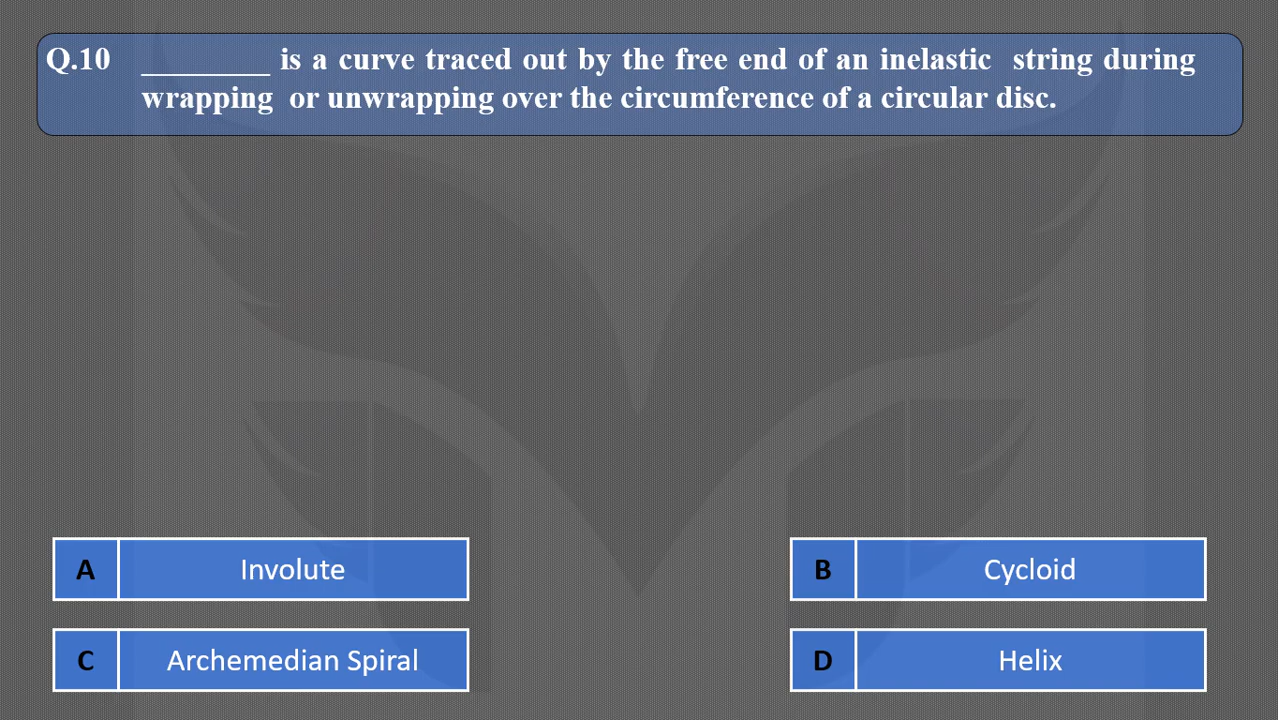 Q.10 ________ is a curve traced out by the free end of an inelastic string during
wrapping or unwrapping over the circumference of a circular disc.
A Involute
B Cycloid
C Archemedian Spiral
D Helix